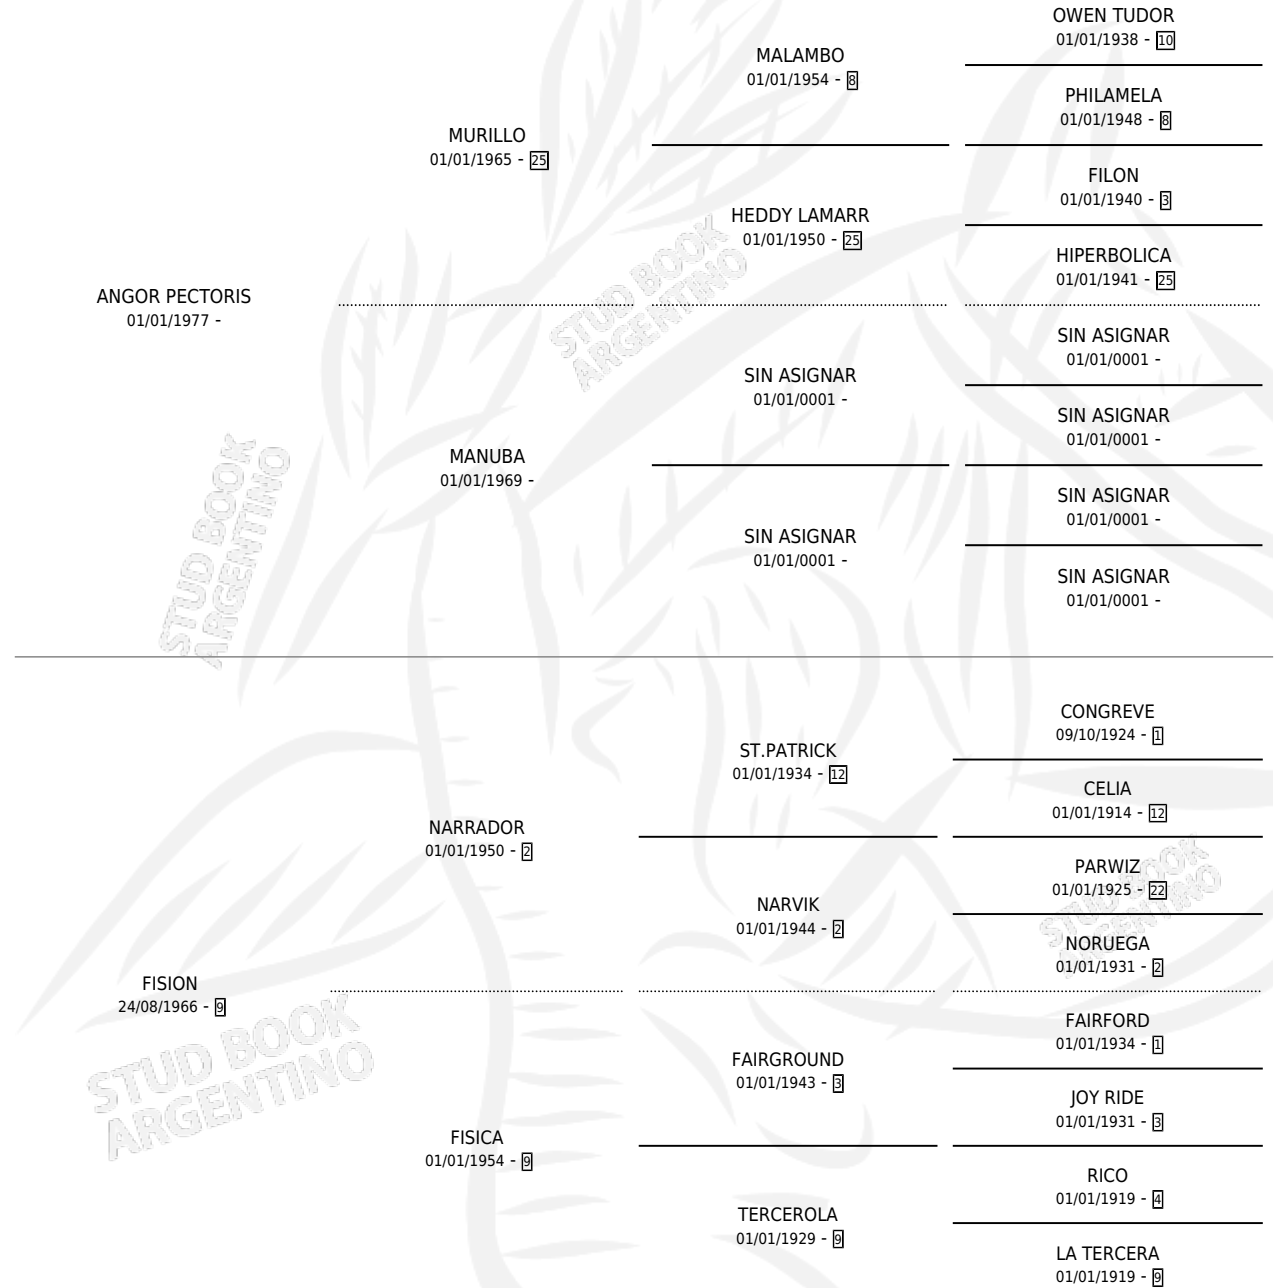 OWEN TUDOR
01/01/1938 - 10
MALAMBO
01/01/1954 - 8
PHILAMELA
01/01/1948 - 8
MURILLO
01/01/1965 - 25
FILON
01/01/1940 - 3
HEDDY LAMARR
01/01/1950 - 25
HIPERBOLICA
01/01/1941 - 25
ANGOR PECTORIS
01/01/1977 -
STUD BOOK
ARGENTINO
SIN ASIGNAR
01/01/0001 -
SIN ASIGNAR
01/01/0001 -
SIN ASIGNAR
01/01/0001 -
MANUBA
01/01/1969 -
STUD BOOK
ARGENTINO
SIN ASIGNAR
01/01/0001 -
SIN ASIGNAR
01/01/0001 -
SIN ASIGNAR
01/01/0001 -
CONGREVE
09/10/1924 - 1
ST.PATRICK
01/01/1934 - 12
CELIA
01/01/1914 - 12
NARRADOR
01/01/1950 - 2
PARWIZ
01/01/1925 - 22
STUD BOOK
ARGENTINO
NARVIK
01/01/1944 - 2
NORUEGA
01/01/1931 - 2
FISION
24/08/1966 - 9
STUD BOOK
ARGENTINO
FAIRFORD
01/01/1934 - 1
FAIRGROUND
01/01/1943 - 3
JOY RIDE
01/01/1931 - 3
FISICA
01/01/1954 - 9
RICO
01/01/1919 - 4
TERCEROLA
01/01/1929 - 9
LA TERCERA
01/01/1919 - 9